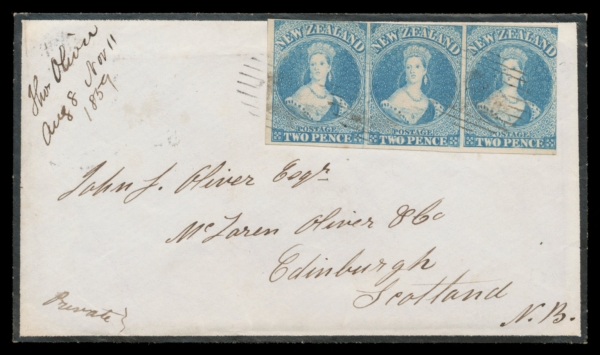 Thos Oliver
Aug 8 Nov 11
1859
NEW ZEALAND NEW ZEALAND NEW ZEALAND
POSTAGE POSTAGE POSTAGE
TWO PENCE TWO PENCE TWO PENCE
John J. Oliver Esqr
McLaren Oliver & Co
Edinburgh
Scotland
Private
N.B.